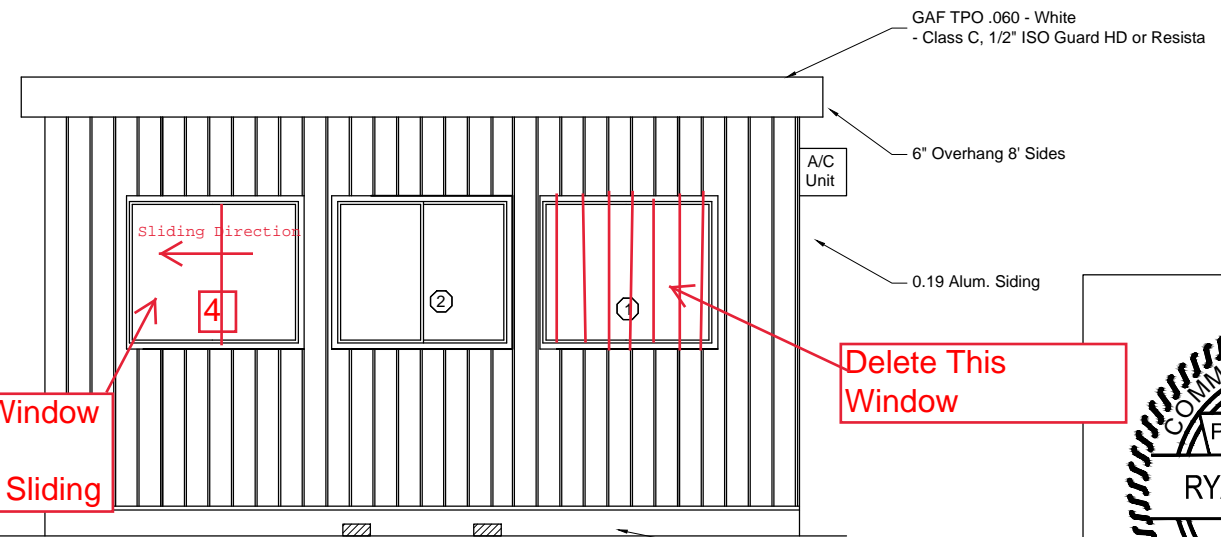 GAF TPO .060 - White
- Class C, 1/2" ISO Guard HD or Resista
6" Overhang 8' Sides
A/C
Unit
Sliding Direction
4
2
1
0.19 Alum. Siding
Delete This
Window
Window
Sliding